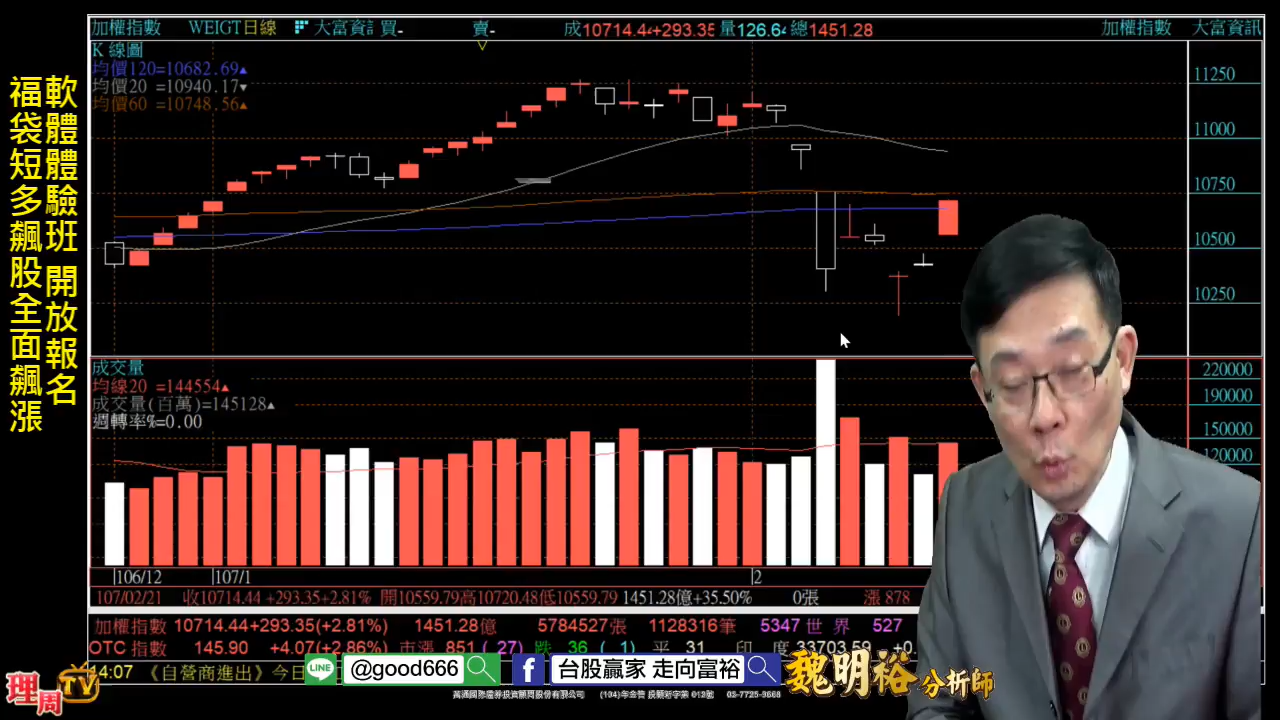 軟體體驗班 開放報名
福袋短多飆股全面飆漲
加權指數 WEIGT日線 大富資訊 買- 賣- 成10714.44+293.35 量126.64 總1451.28 加權指數 大富資訊
K 線圖
均價120=10682.69▲
均價20 =10940.17▼
均價60 =10748.56▲
11250
11000
10750
10500
10250
成交量
均線20 =144554▲
成交量(百萬)=145128▲
週轉率%=0.00
220000
190000
150000
120000
106/12 107/1 2
107/02/21 收10714.44 +293.35+2.81% 開10559.79高10720.48低10559.79 1451.28億+35.50% 0張 漲 878
加權指數 10714.44+293.35(+2.81%) 1451.28億 5784527張 1128316筆 5347 世 界 527
OTC 指數 145.90 +4.07(+2.86%) 市漲 851 ( 27) 跌 36 ( 1) 平 31 印 度 33703.59 +0.
14:07 《自營商進出》今日
LINE @good666 f 台股贏家 走向富裕
魏明裕 分析師
理周TV